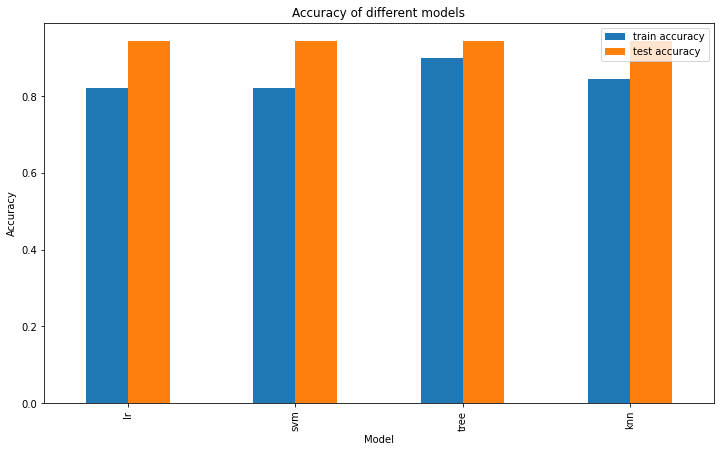 Accuracy of different models
train accuracy
test accuracy
Accuracy
0.8
0.6
0.4
0.2
0.0
lr
svm
tree
knn
Model